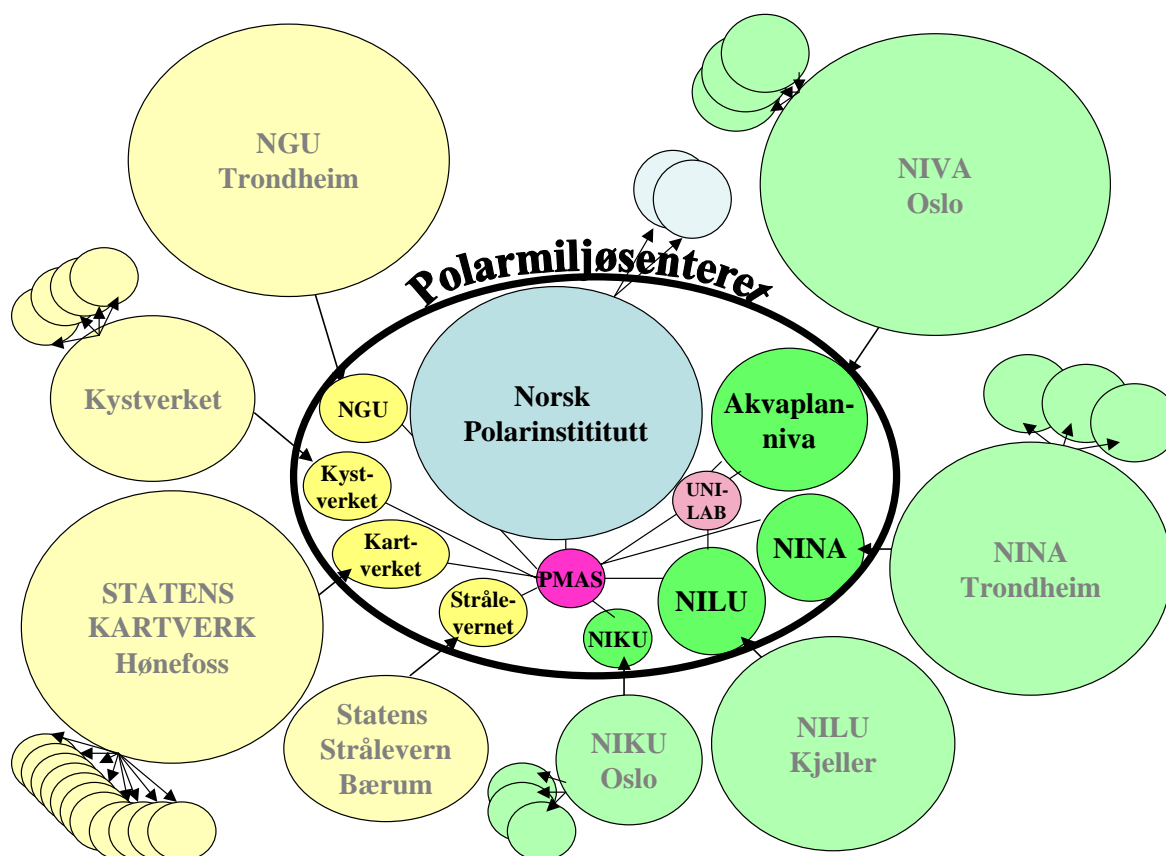 NGU
Trondheim
NIVA
Oslo
Polarmiljøsenteret
Kystverket
NGU
Norsk
Polarinstititutt
Akvaplan-
niva
Kyst-
verket
UNI-
LAB
Kart-
verket
NINA
NINA
Trondheim
PMAS
STATENS
KARTVERK
Hønefoss
Stråle-
vernet
NILU
NIKU
Statens
Strålevern
Bærum
NIKU
Oslo
NILU
Kjeller